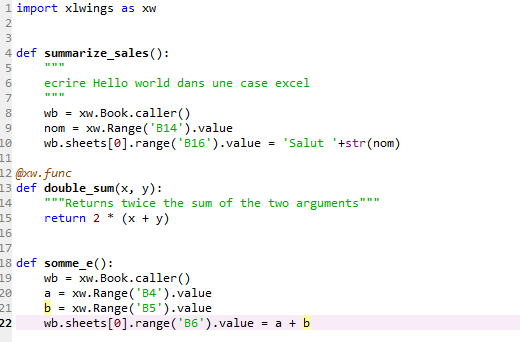 1 import xlwings as xw
2
3
4 def summarize_sales():
5     """
6     ecrire Hello world dans une case excel
7     """
8     wb = xw.Book.caller()
9     nom = xw.Range('B14').value
10     wb.sheets[0].range('B16').value = 'Salut '+str(nom)
11
12 @xw.func
13 def double_sum(x, y):
14     """Returns twice the sum of the two arguments"""
15     return 2 * (x + y)
16
17
18 def somme_e():
19     wb = xw.Book.caller()
20     a = xw.Range('B4').value
21     b = xw.Range('B5').value
22     wb.sheets[0].range('B6').value = a + b